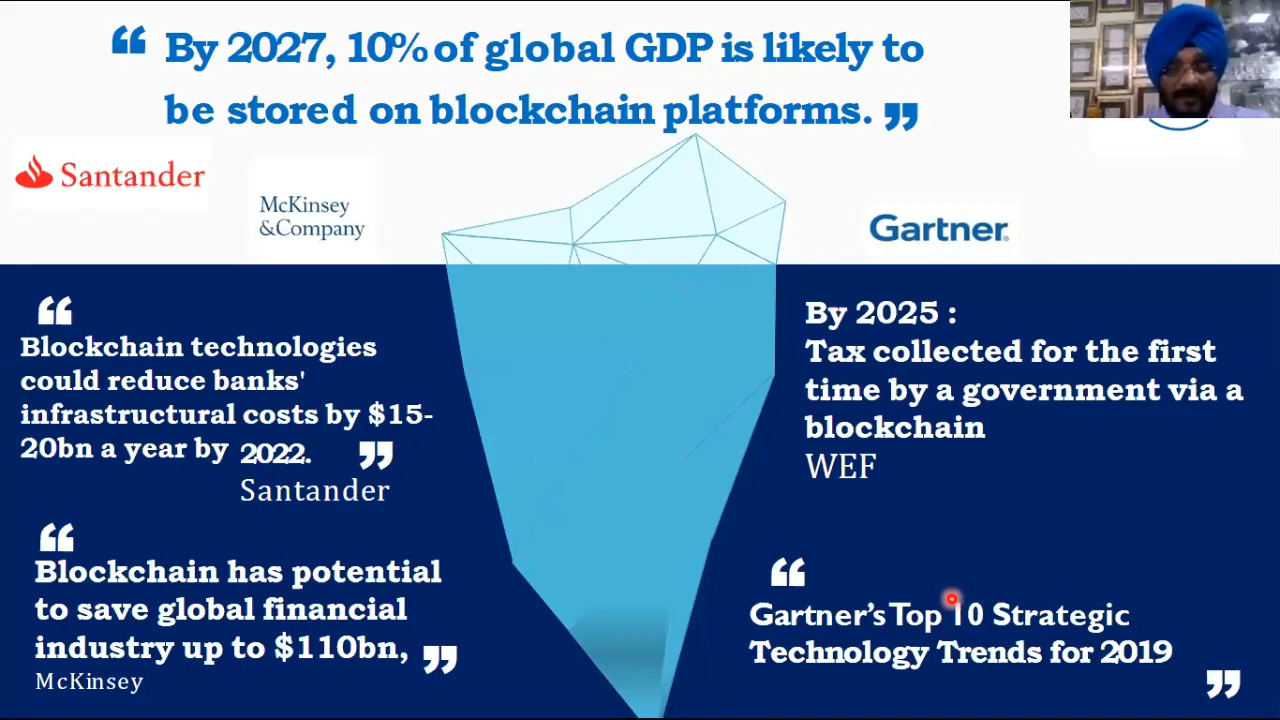 “ By 2027, 10% of global GDP is likely to
be stored on blockchain platforms. ”
Santander
McKinsey
&Company
Gartner®
“
Blockchain technologies
could reduce banks'
infrastructural costs by $15-
20bn a year by 2022. ”
Santander
“
Blockchain has potential
to save global financial
industry up to $110bn, ”
McKinsey
By 2025 :
Tax collected for the first
time by a government via a
blockchain
WEF
“
Gartner’s Top 10 Strategic
Technology Trends for 2019
”